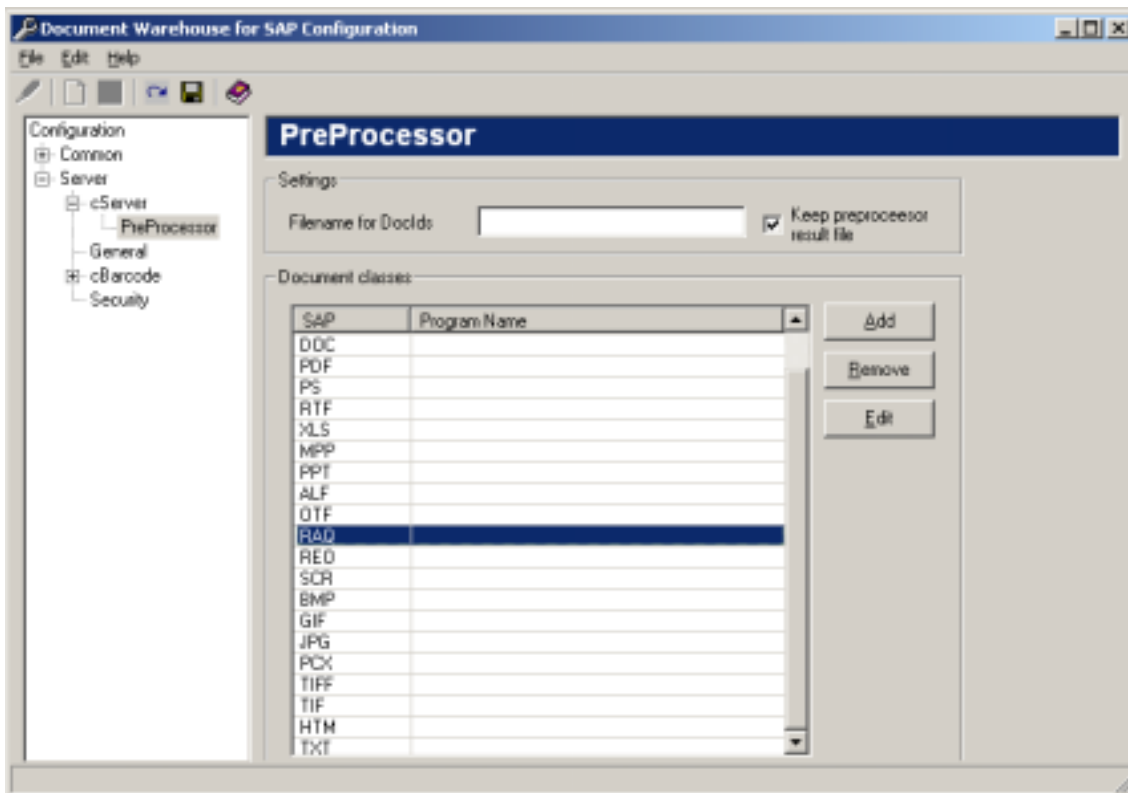 Document Warehouse for SAP Configuration
File Edit Help
Configuration
Common
Server
cServer
PreProcessor
General
cBarcode
Security
PreProcessor
Settings
Filename for DocIds
Keep preproceesor
result file
Document classes
SAP Program Name
DOC
PDF
PS
RTF
XLS
MPP
PPT
ALF
OTF
RAQ
REO
SCR
BMP
GIF
JPG
PCX
TIFF
TIF
HTM
TXT
Add
Remove
Edit